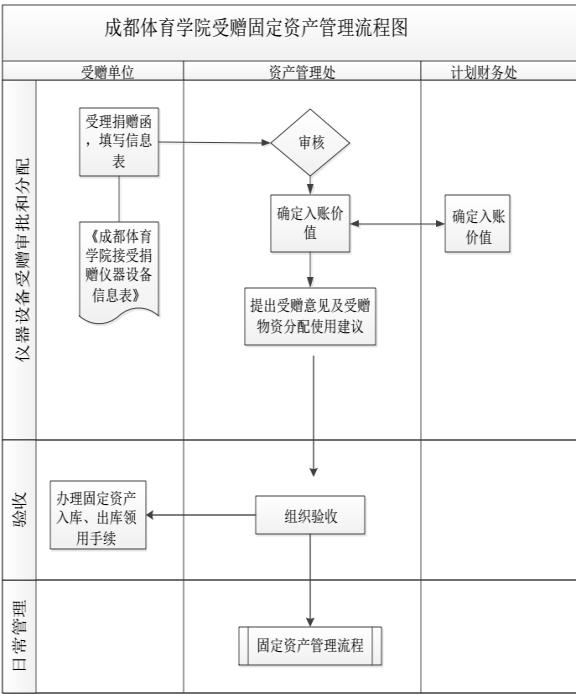 成都体育学院受赠固定资产管理流程图
受赠单位
资产管理处
计划财务处
仪器设备受赠审批和分配
受理捐赠函
，填写信息
表
审核
确定入账价
值
确定入账
价值
《成都体育
学院接受捐
赠仪器设备
信息表》
提出受赠意见及受赠
物资分配使用建议
验收
办理固定资产
入库、出库领
用手续
组织验收
日常管理
固定资产管理流程